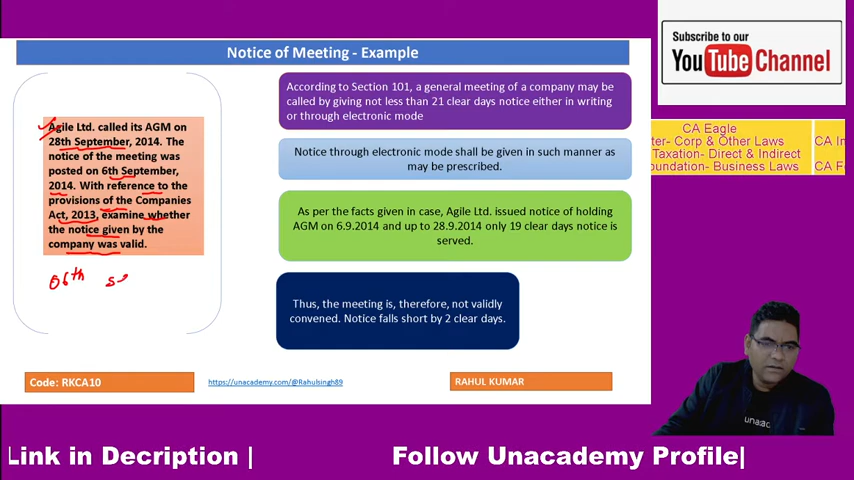 Notice of Meeting - Example
Agile Ltd. called its AGM on
28th September, 2014. The
notice of the meeting was
posted on 6th September,
2014. With reference to the
provisions of the Companies
Act, 2013, examine whether
the notice given by the
company was valid.
06th
According to Section 101, a general meeting of a company may be
called by giving not less than 21 clear days notice either in writing
or through electronic mode
Notice through electronic mode shall be given in such manner as
may be prescribed.
As per the facts given in case, Agile Ltd. issued notice of holding
AGM on 6.9.2014 and up to 28.9.2014 only 19 clear days notice is
served.
Thus, the meeting is, therefore, not validly
convened. Notice falls short by 2 clear days.
Code: RKCA10
https://unacademy.com/@Rahulsingh89
RAHUL KUMAR
Subscribe to our
YouTube Channel
CA Eagle
ter- Corp & Other Laws
CA In
Taxation- Direct & Indirect
oundation- Business Laws
CA F
Link in Decription |
Follow Unacademy Profile|